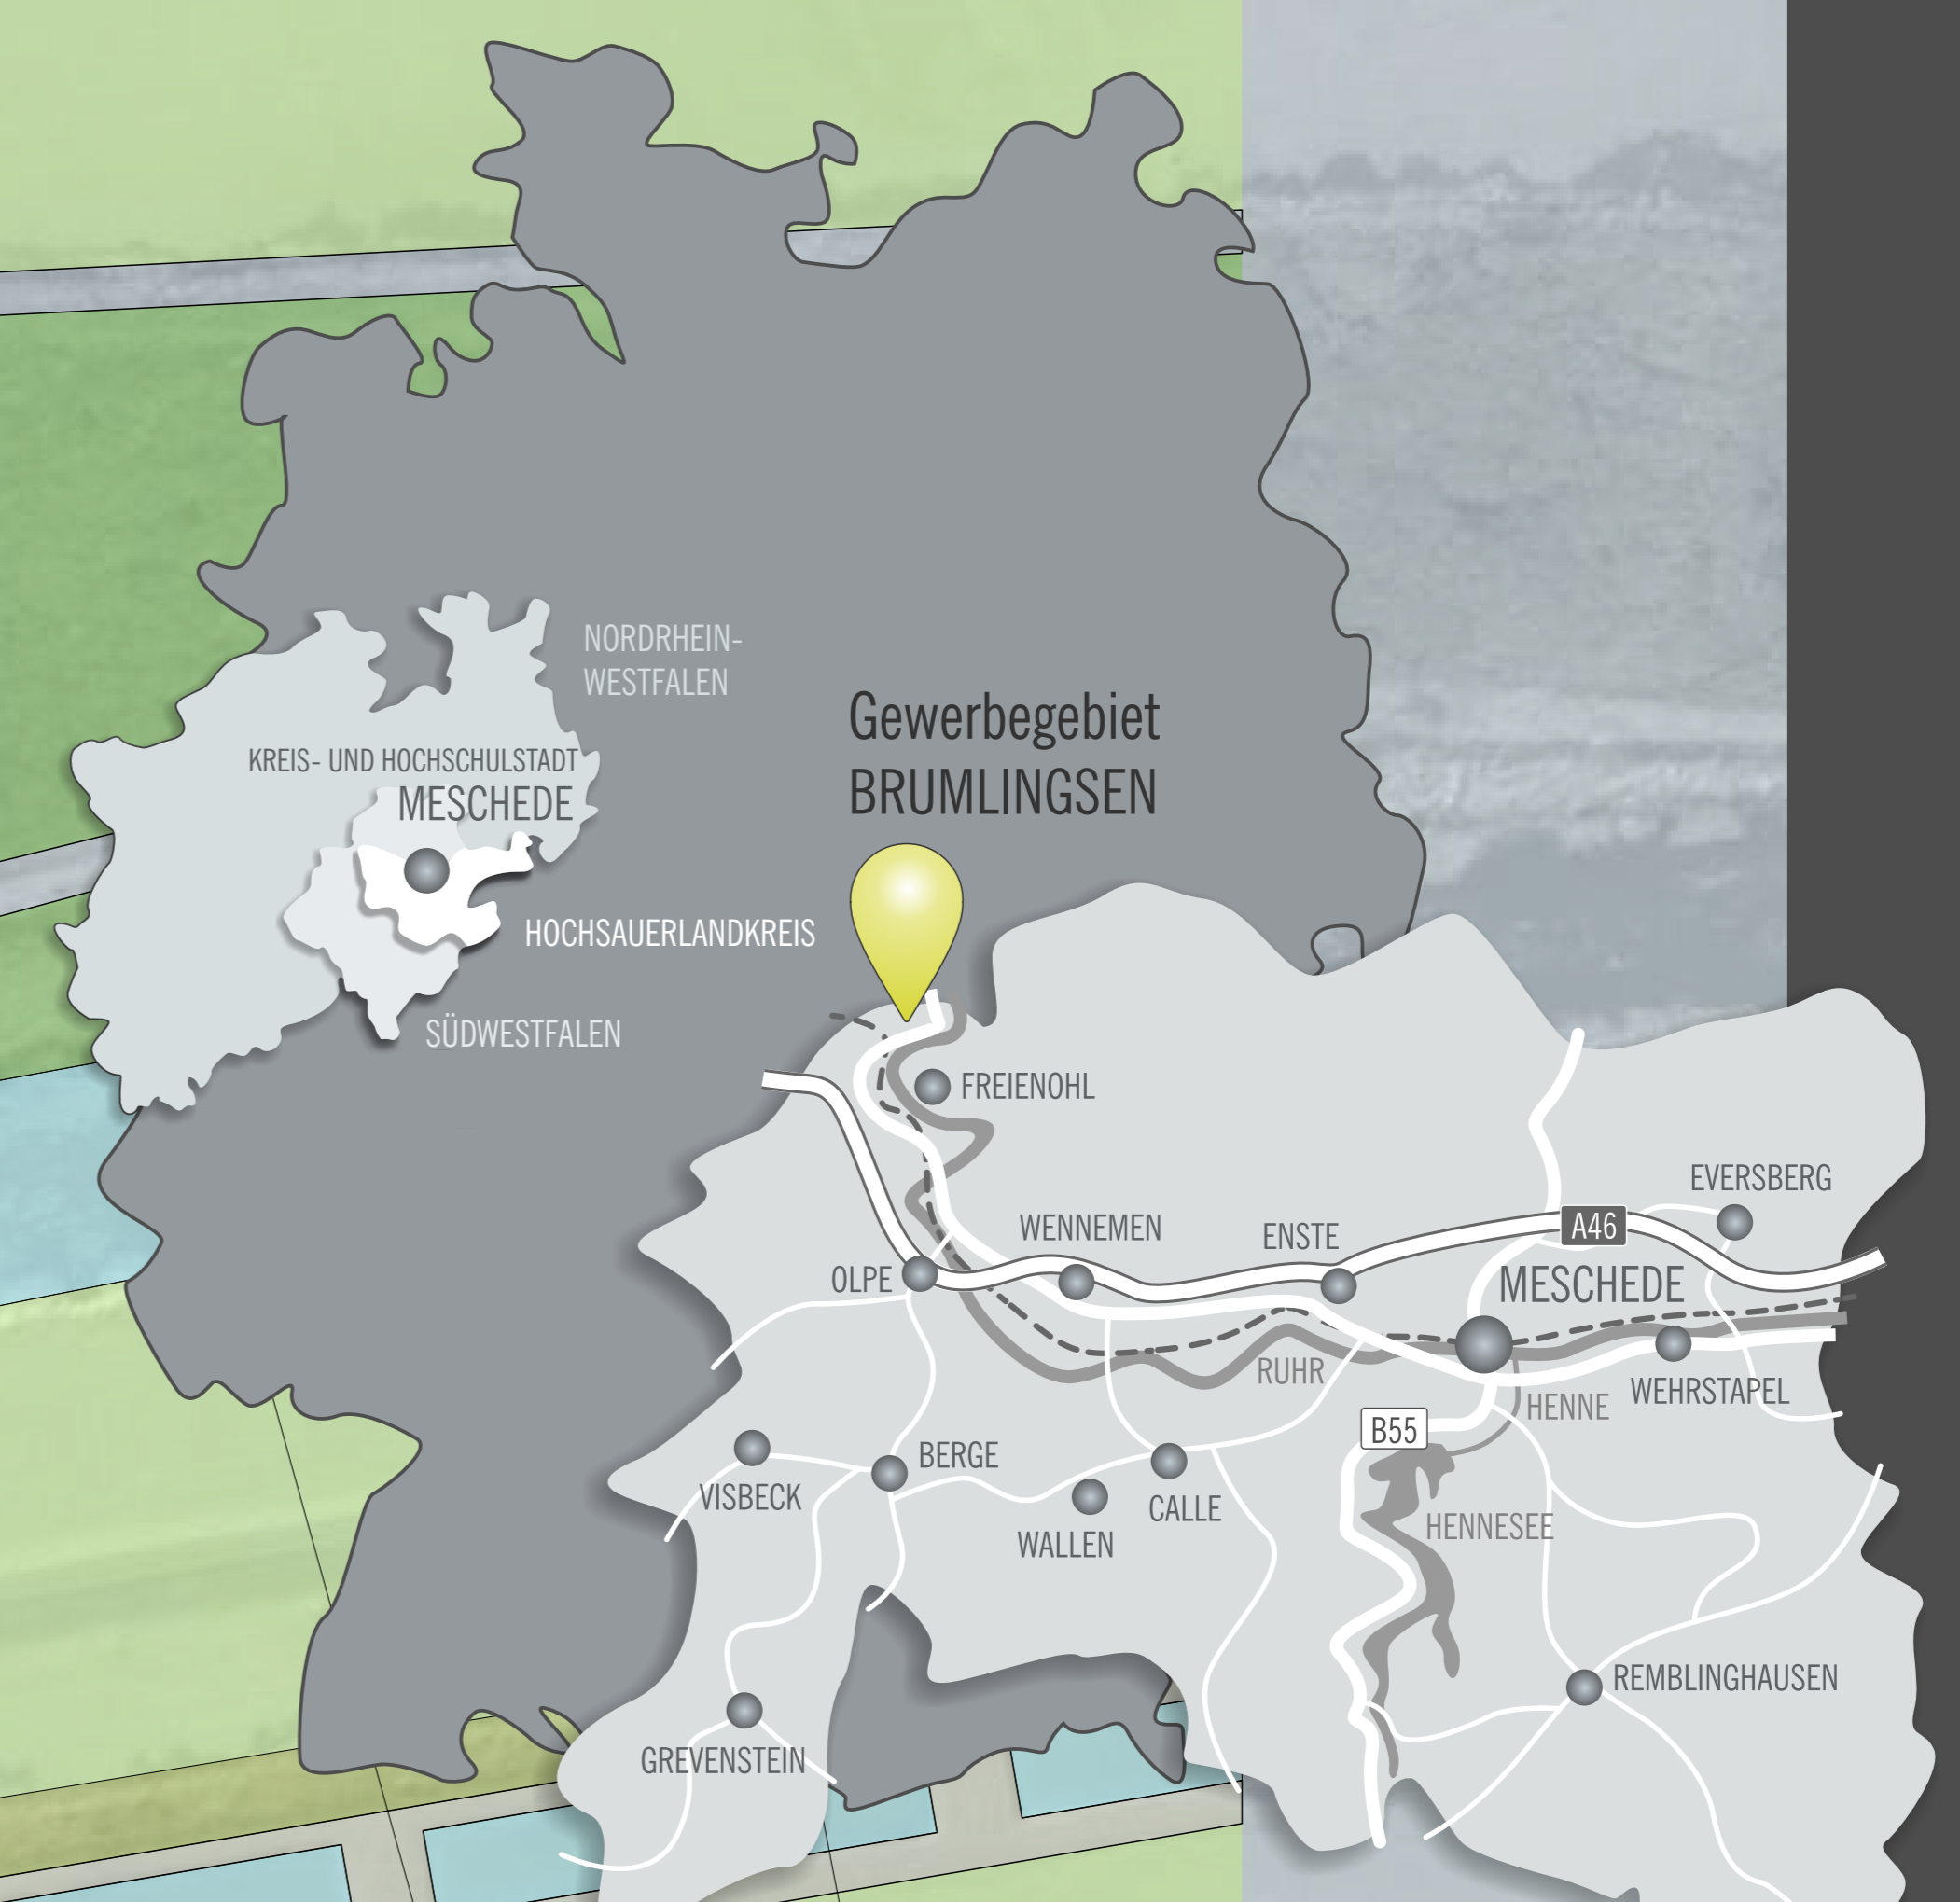 NORDRHEIN-
WESTFALEN
Gewerbegebiet
BRUMLINGSEN
KREIS- UND HOCHSCHULSTADT
MESCHEDE
HOCHSAUERLANDKREIS
SÜDWESTFALEN
FREIENOHL
EVERSBERG
WENNEMEN
ENSTE
A46
OLPE
MESCHEDE
RUHR
WEHRSTAPEL
HENNE
B55
BERGE
VISBECK
CALLE
WALLEN
HENNESEE
REMBLINGHAUSEN
GREVENSTEIN